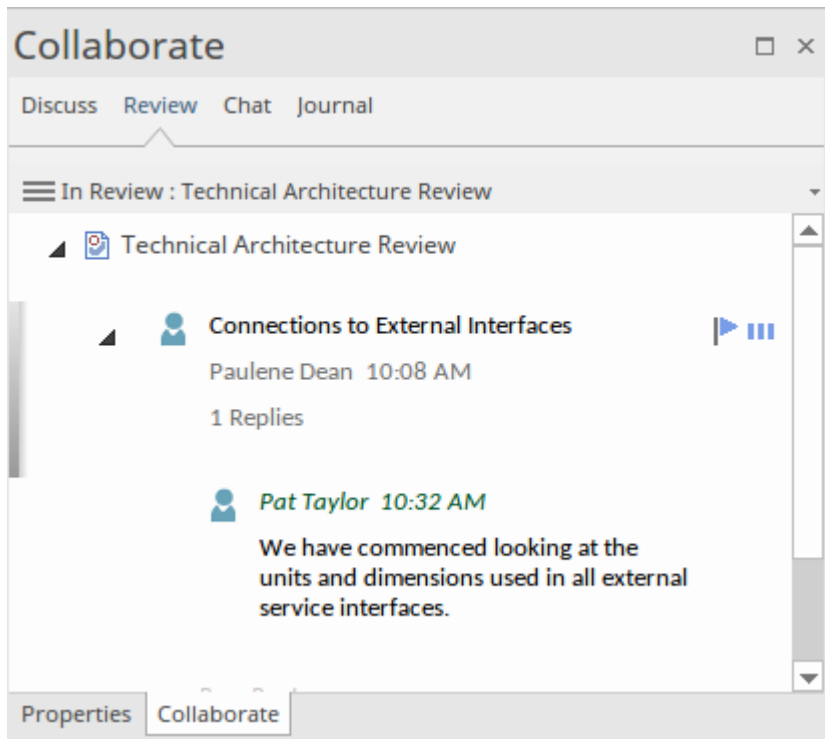 Collaborate
Discuss Review Chat Journal
In Review : Technical Architecture Review
Technical Architecture Review
Connections to External Interfaces
Paulene Dean 10:08 AM
1 Replies
Pat Taylor 10:32 AM
We have commenced looking at the
units and dimensions used in all external
service interfaces.
Properties Collaborate